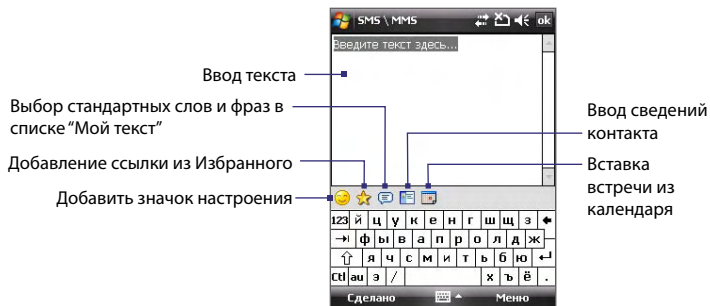 SMS \ MMS
ok
Введите текст здесь...
Ввод текста
Выбор стандартных слов и фраз в
списке “Мой текст”
Добавление ссылки из Избранного
Добавить значок настроения
Ввод сведений
контакта
Вставка
встречи из
календаря
123 й ц у к е н г ш щ з
ф ы в а п р о л д ж
я ч с м и т ь б ю
Ctl аu э / х ъ ё .
Сделано Меню